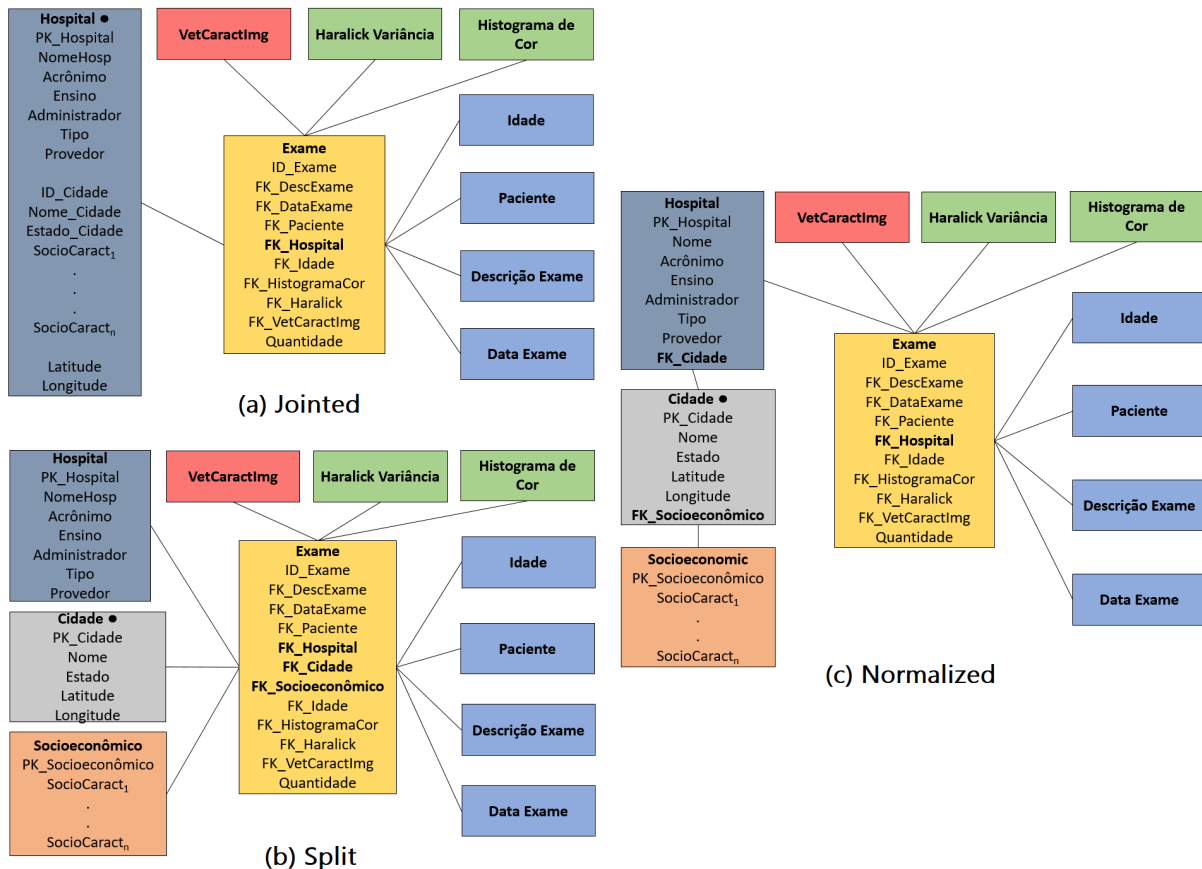 Hospital ●
PK_Hospital
NomeHosp
Acrônimo
Ensino
Administrador
Tipo
Provedor
ID_Cidade
Nome_Cidade
Estado_Cidade
SocioCaract1
.
.
.
SocioCaractn
Latitude
Longitude
VetCaractImg
Haralick Variância
Histograma de
Cor
Exame
ID_Exame
FK_DescExame
FK_DataExame
FK_Paciente
FK_Hospital
FK_Idade
FK_HistogramaCor
FK_Haralick
FK_VetCaractImg
Quantidade
Idade
Paciente
Descrição Exame
Data Exame
(a) Jointed
Hospital
PK_Hospital
NomeHosp
Acrônimo
Ensino
Administrador
Tipo
Provedor
Cidade ●
PK_Cidade
Nome
Estado
Latitude
Longitude
Socioeconômico
PK_Socioeconômico
SocioCaract1
.
.
SocioCaractn
VetCaractImg
Haralick Variância
Histograma de
Cor
Exame
ID_Exame
FK_DescExame
FK_DataExame
FK_Paciente
FK_Hospital
FK_Cidade
FK_Socioeconômico
FK_Idade
FK_HistogramaCor
FK_Haralick
FK_VetCaractImg
Quantidade
Idade
Paciente
Descrição Exame
Data Exame
(b) Split
Hospital
PK_Hospital
Nome
Acrônimo
Ensino
Administrador
Tipo
Provedor
FK_Cidade
Cidade ●
PK_Cidade
Nome
Estado
Latitude
Longitude
FK_Socioeconômico
Socioeconomic
PK_Socioeconômico
SocioCaract1
.
.
SocioCaractn
VetCaractImg
Haralick Variância
Histograma de
Cor
Exame
ID_Exame
FK_DescExame
FK_DataExame
FK_Paciente
FK_Hospital
FK_Idade
FK_HistogramaCor
FK_Haralick
FK_VetCaractImg
Quantidade
Idade
Paciente
Descrição Exame
Data Exame
(c) Normalized